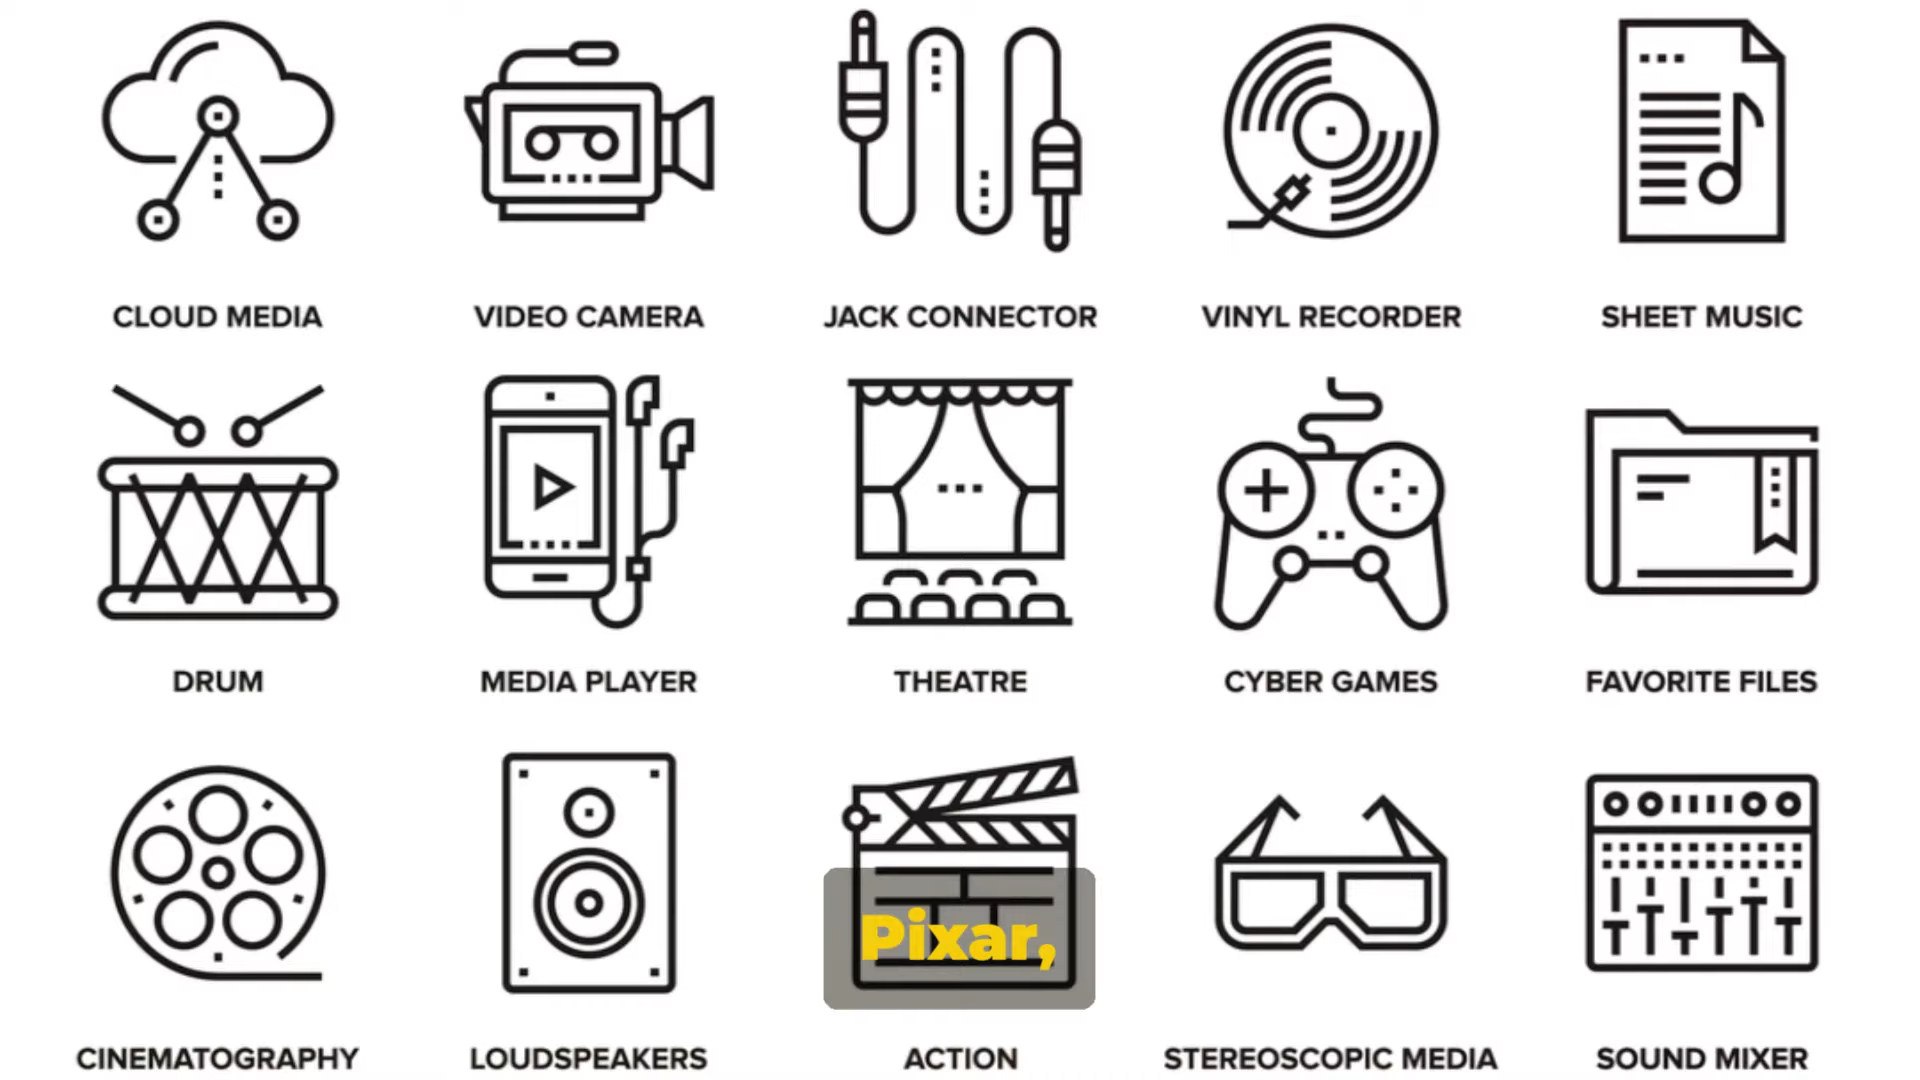 CLOUD MEDIA
VIDEO CAMERA
JACK CONNECTOR
VINYL RECORDER
SHEET MUSIC
DRUM
MEDIA PLAYER
THEATRE
CYBER GAMES
FAVORITE FILES
Pixar,
CINEMATOGRAPHY
LOUDSPEAKERS
ACTION
STEREOSCOPIC MEDIA
SOUND MIXER